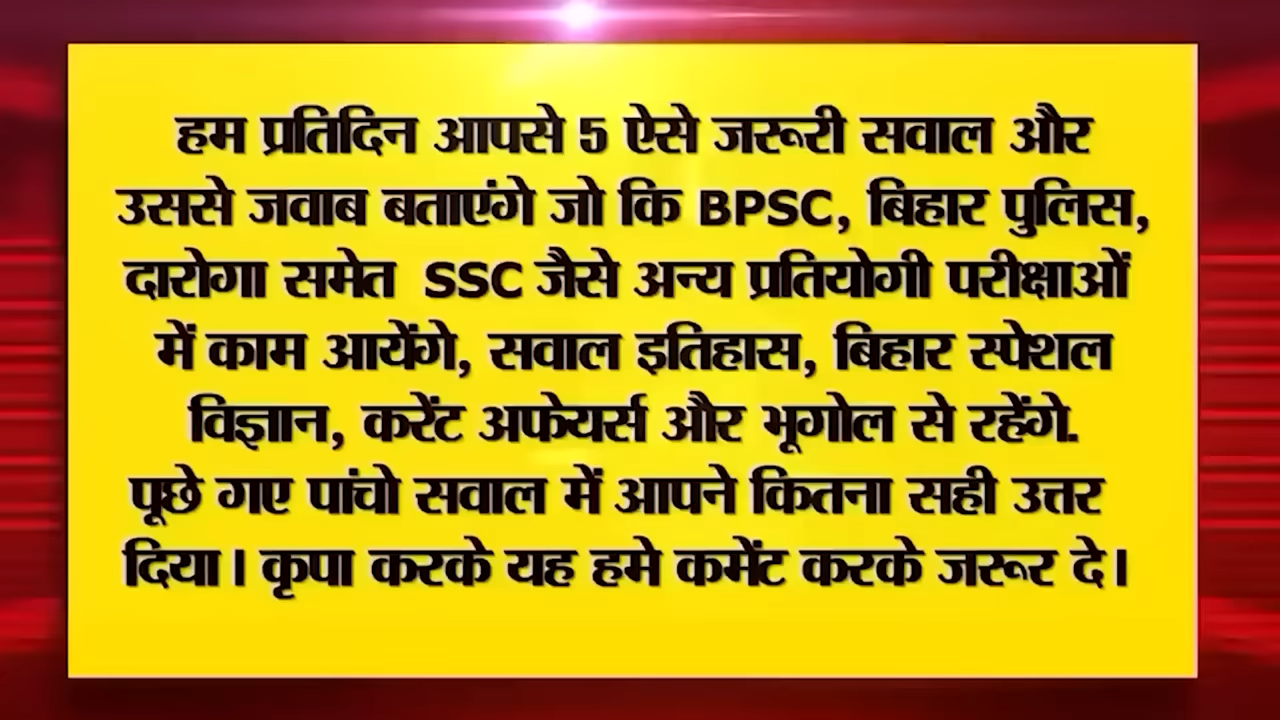 हम प्रतिदिन आपसे 5 ऐसे जरूरी सवाल और
उससे जवाब बताएंगे जो कि BPSC, बिहार पुलिस,
दारोगा समेत SSC जैसे अन्य प्रतियोगी परीक्षाओं
में काम आयेंगे, सवाल इतिहास, बिहार स्पेशल
विज्ञान, करेंट अफेयर्स और भूगोल से रहेंगे.
पूछे गए पांचो सवाल में आपने कितना सही उत्तर
दिया। कृपा करके यह हमे कमेंट करके जरूर दे।